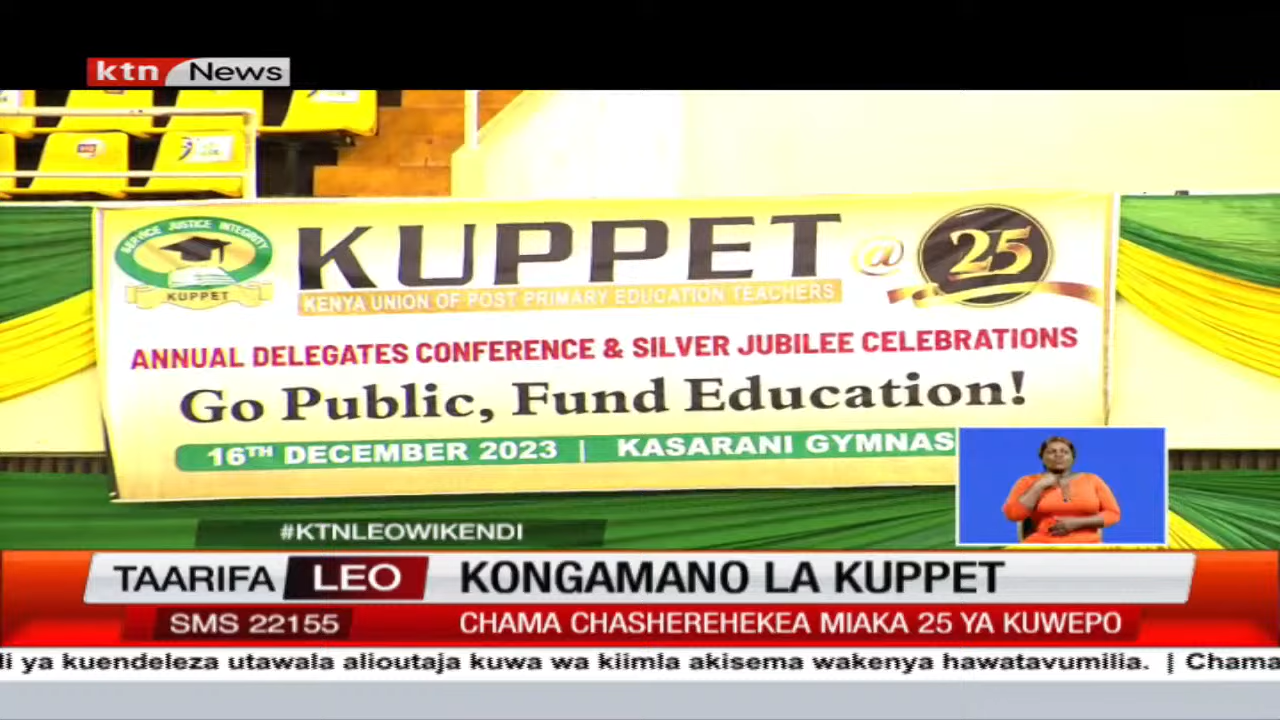 ktn News
SERVICE JUSTICE INTEGRITY
KUPPET
KUPPET @ 25
KENYA UNION OF POST PRIMARY EDUCATION TEACHERS
ANNUAL DELEGATES CONFERENCE & SILVER JUBILEE CELEBRATIONS
Go Public, Fund Education!
16TH DECEMBER 2023 | KASARANI GYMNAS
#KTNLEOWIKENDI
TAARIFA LEO KONGAMANO LA KUPPET
SMS 22155 CHAMA CHASHEREHEKEA MIAKA 25 YA KUWEPO
li ya kuendeleza utawala alioutaja kuwa wa kiimla akisema wakenya hawatavumilia. | Chama